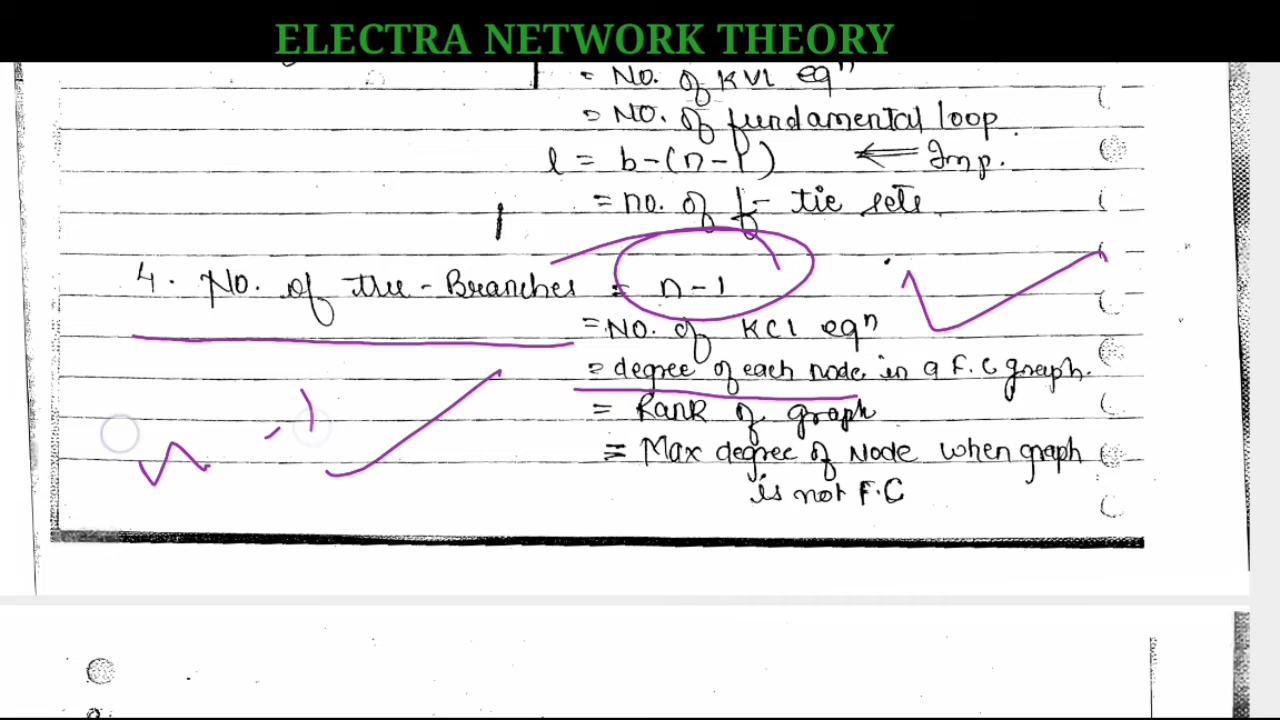 ELECTRA NETWORK THEORY
= No. of KVL eqn
= NO. of fundamental loop
l = b-(n-1) ⇐ Imp.
= no. of f- tie sets
4. No. of the - Branches = n-1
= No. of KCL eqn
= degree of each node in a F.C graph.
= Rank of graph
= Max degree of Node when graph
is not F.C